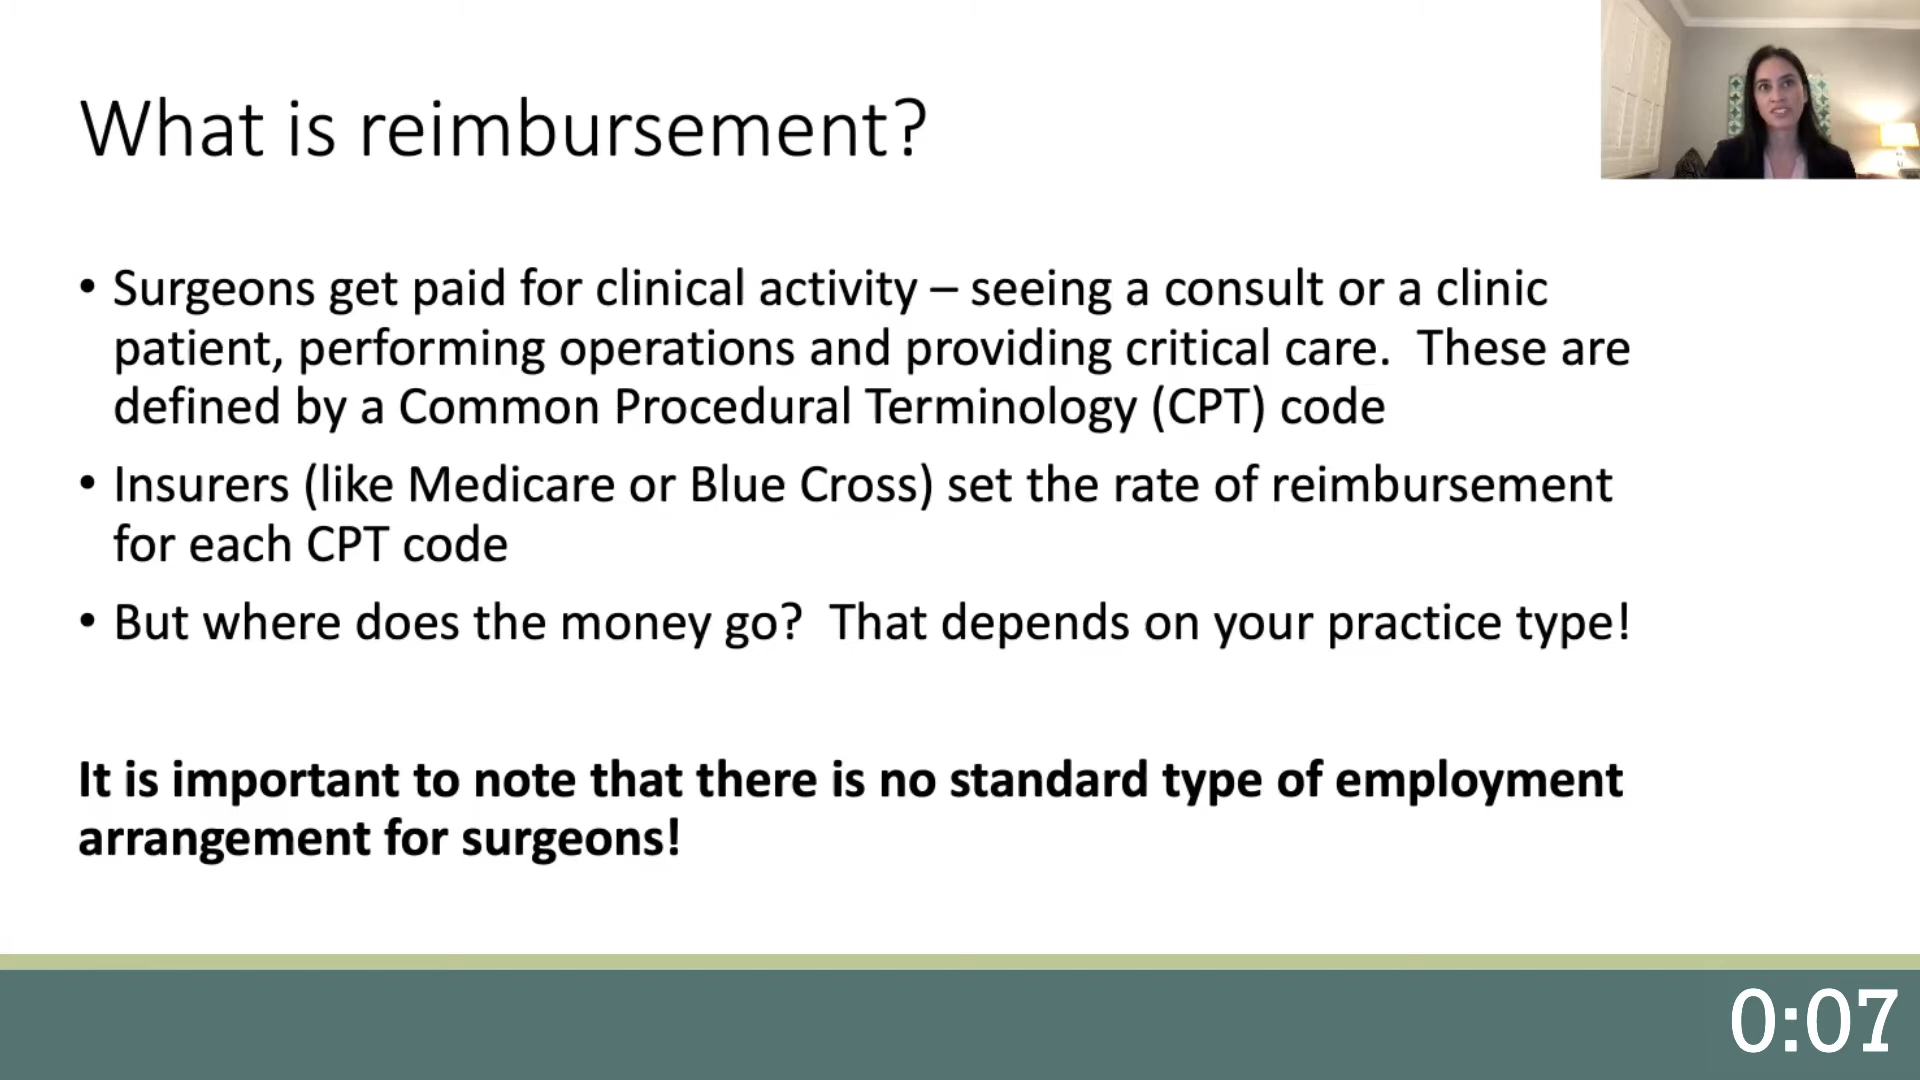 What is reimbursement?
• Surgeons get paid for clinical activity – seeing a consult or a clinic
patient, performing operations and providing critical care.  These are
defined by a Common Procedural Terminology (CPT) code
• Insurers (like Medicare or Blue Cross) set the rate of reimbursement
for each CPT code
• But where does the money go?  That depends on your practice type!
It is important to note that there is no standard type of employment
arrangement for surgeons!
0:07